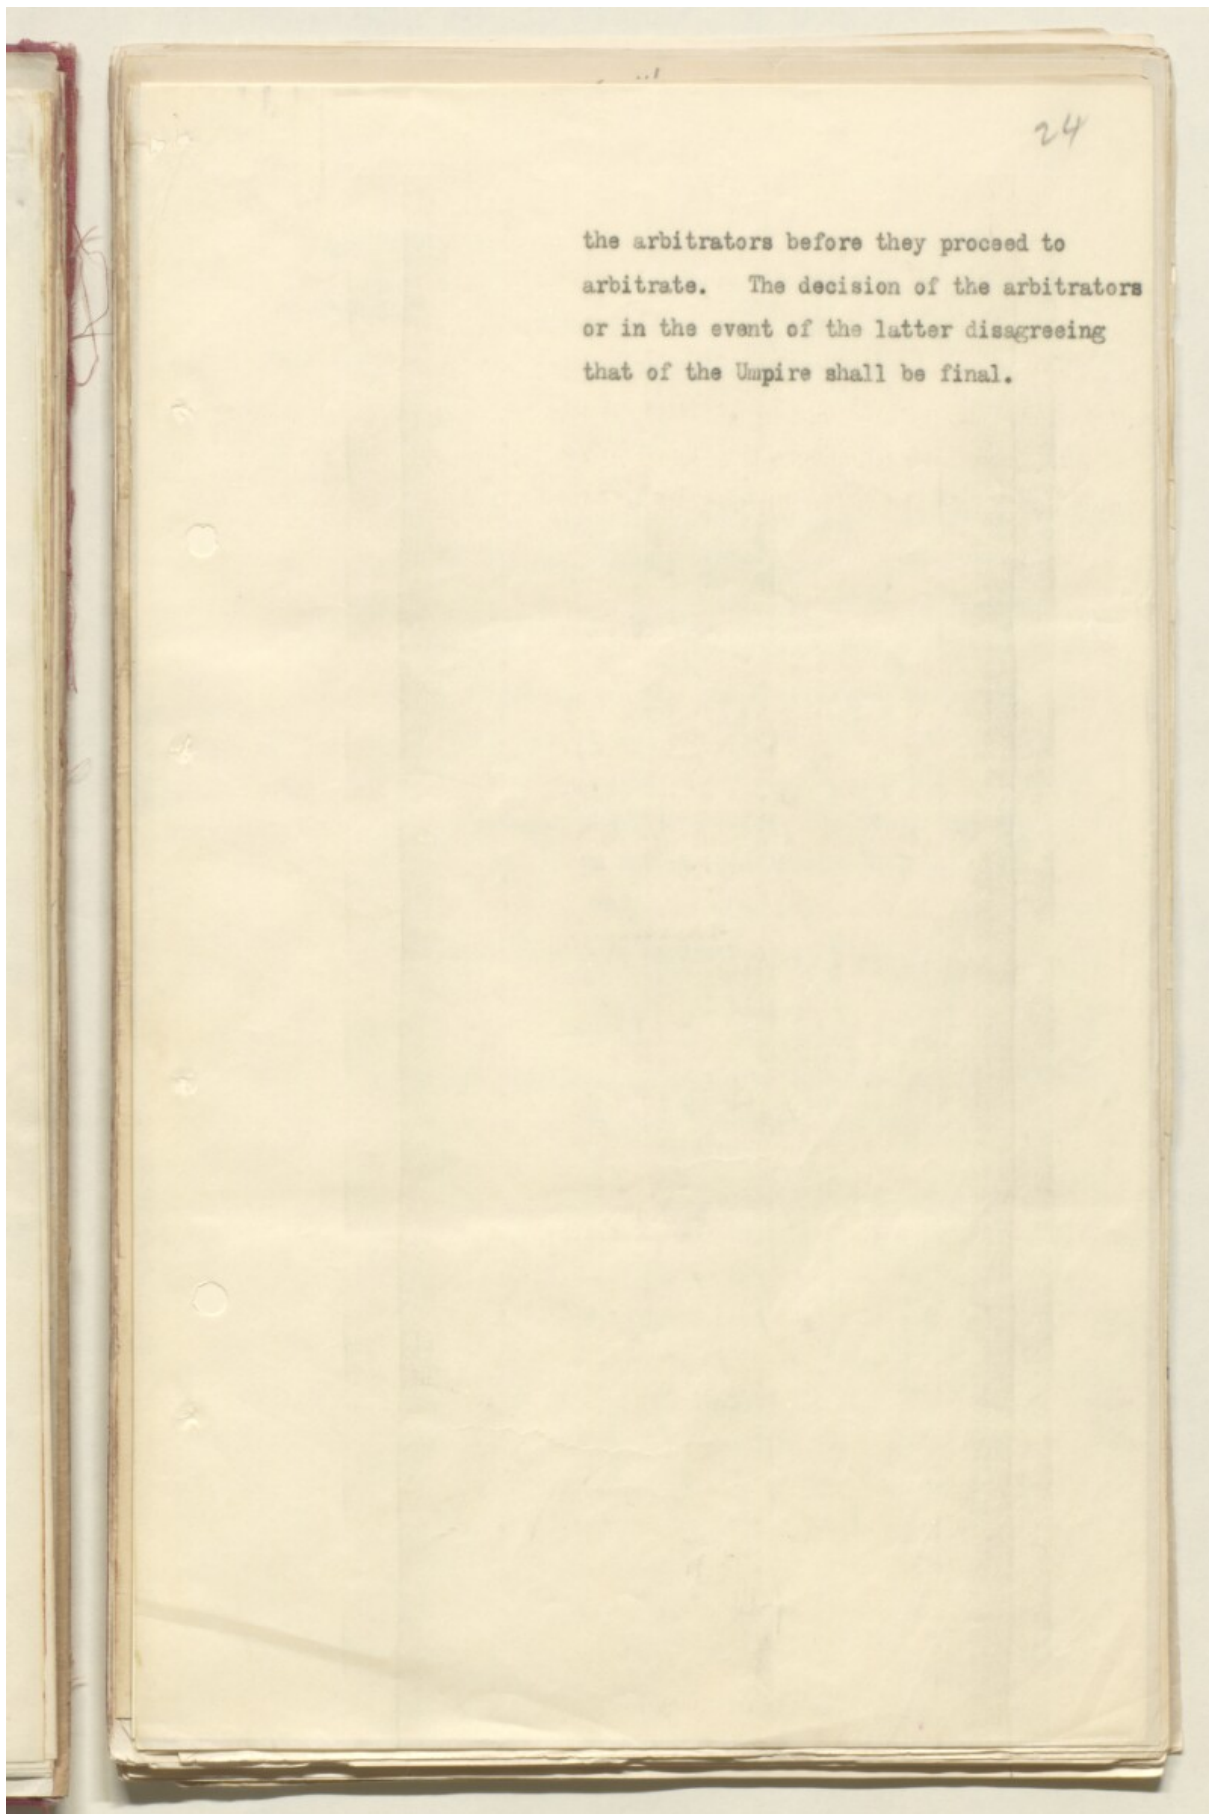 24
the arbitrators before they proceed to
arbitrate. The decision of the arbitrators
or in the event of the latter disagreeing
that of the Umpire shall be final.